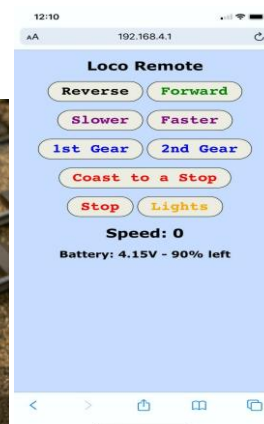 12:10
AA 192.168.4.1
Loco Remote
Reverse Forward
Slower Faster
1st Gear 2nd Gear
Coast to a Stop
Stop Lights
Speed: 0
Battery: 4.15V - 90% left